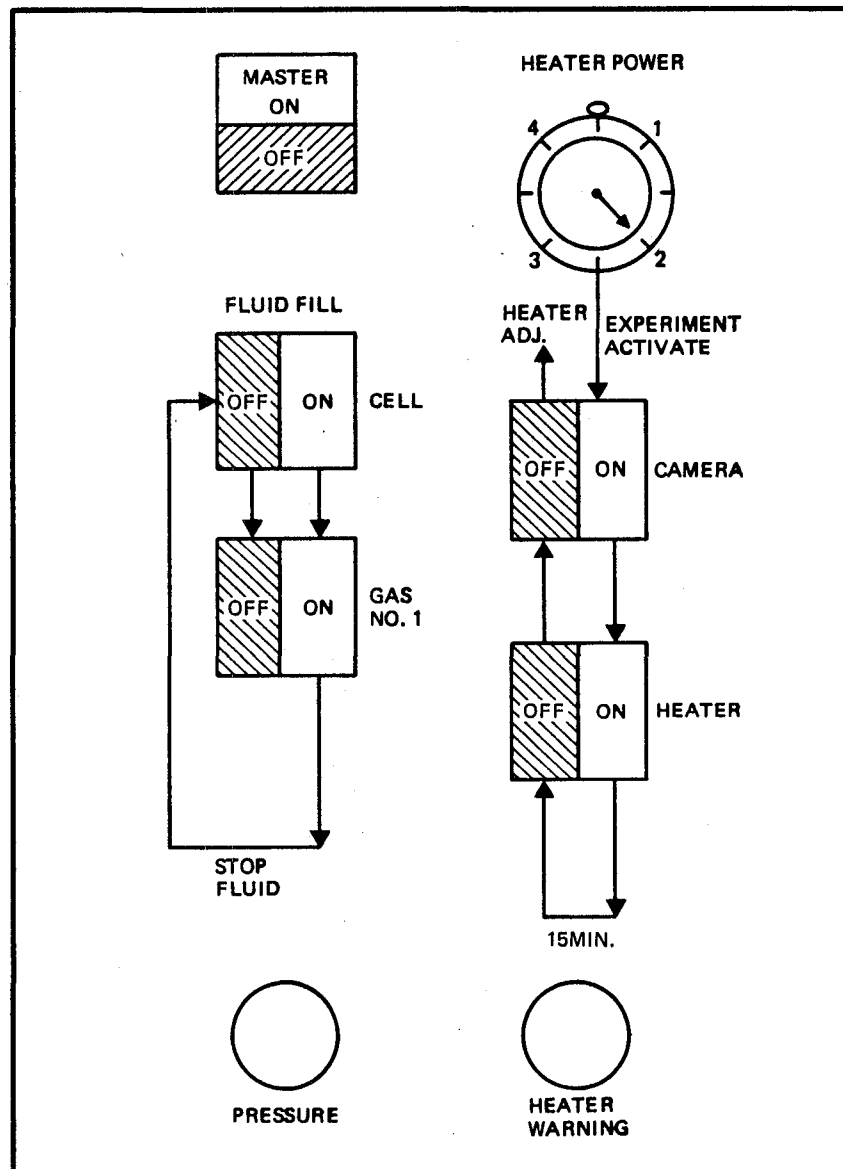 MASTER
ON
OFF
HEATER POWER
4
1
3
2
FLUID FILL
OFF
ON
CELL
OFF
ON
GAS
NO. 1
STOP
FLUID
HEATER
ADJ.
EXPERIMENT
ACTIVATE
OFF
ON
CAMERA
OFF
ON
HEATER
15MIN.
PRESSURE
HEATER
WARNING